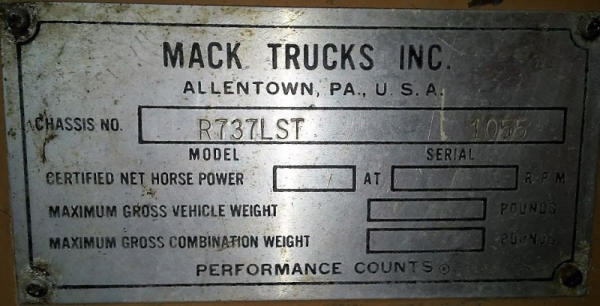 MACK TRUCKS INC.
ALLENTOWN, PA., U.S.A.
CHASSIS NO. R737LST 1055
MODEL SERIAL
CERTIFIED NET HORSE POWER AT R.P.M.
MAXIMUM GROSS VEHICLE WEIGHT POUNDS
MAXIMUM GROSS COMBINATION WEIGHT POUNDS
PERFORMANCE COUNTS®